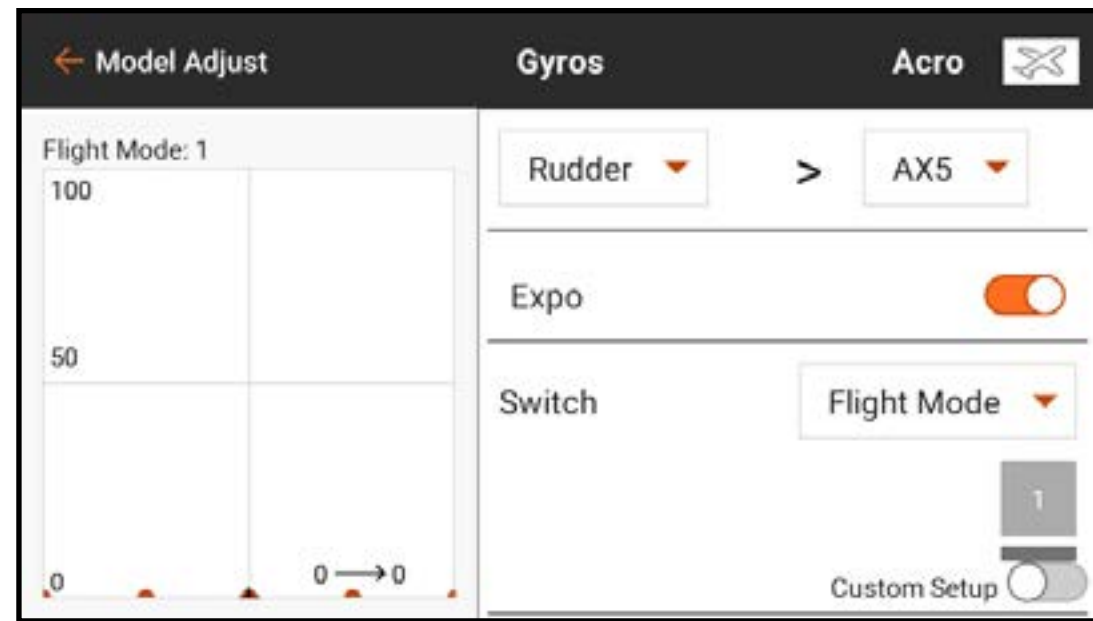 Model Adjust
Gyros
Acro
Flight Mode: 1
100
50
0
0 → 0
Rudder
>
AX5
Expo
Switch
Flight Mode
1
Custom Setup